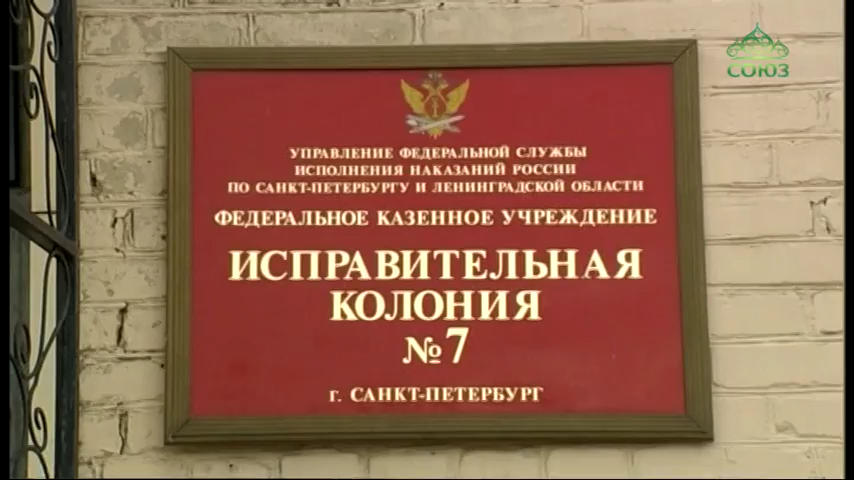 СОЮЗ
УПРАВЛЕНИЕ ФЕДЕРАЛЬНОЙ СЛУЖБЫ
ИСПОЛНЕНИЯ НАКАЗАНИЙ РОССИИ
ПО САНКТ-ПЕТЕРБУРГУ И ЛЕНИНГРАДСКОЙ ОБЛАСТИ
ФЕДЕРАЛЬНОЕ КАЗЕННОЕ УЧРЕЖДЕНИЕ
ИСПРАВИТЕЛЬНАЯ
КОЛОНИЯ
№7
г. САНКТ-ПЕТЕРБУРГ